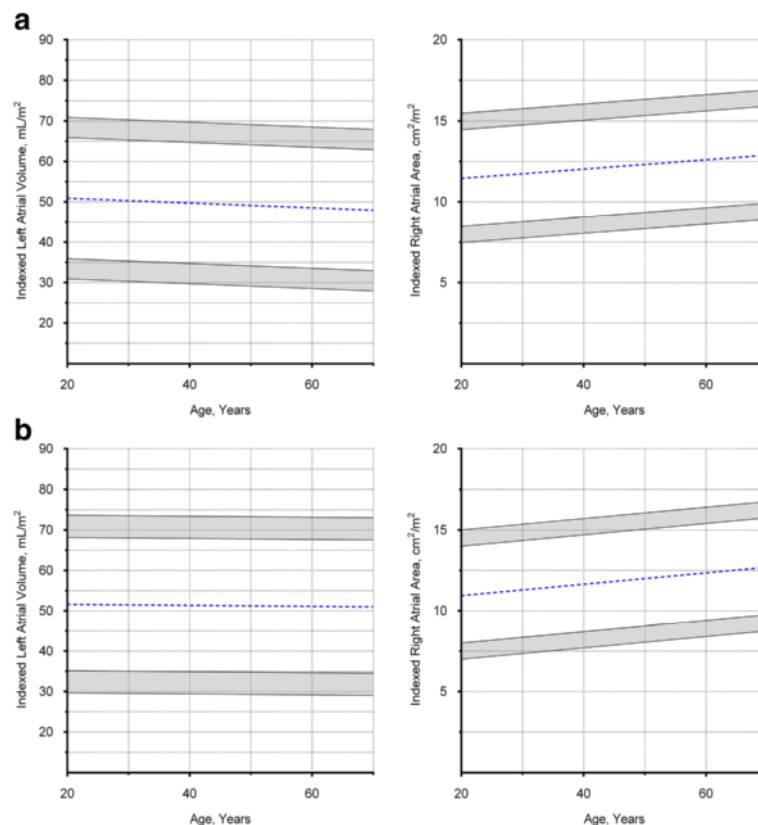 a
90
80
70
60
50
40
30
20
Indexed Left Atrial Volume, mL/m²
20 40 60
Age, Years
20
15
10
5
Indexed Right Atrial Area, cm²/m²
20 40 60
Age, Years
b
90
80
70
60
50
40
30
20
Indexed Left Atrial Volume, mL/m²
20 40 60
Age, Years
20
15
10
5
Indexed Right Atrial Area, cm²/m²
20 40 60
Age, Years